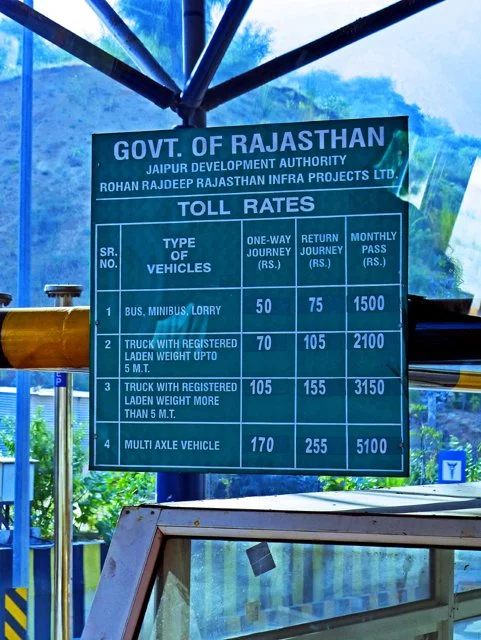 GOVT. OF RAJASTHAN
JAIPUR DEVELOPMENT AUTHORITY
ROHAN RAJDEEP RAJASTHAN INFRA PROJECTS LTD.
TOLL RATES
SR. NO. TYPE OF VEHICLES ONE-WAY JOURNEY (RS.) RETURN JOURNEY (RS.) MONTHLY PASS (RS.)
1 BUS, MINIBUS, LORRY 50 75 1500
2 TRUCK WITH REGISTERED 70 105 2100
LADEN WEIGHT UPTO
5 M.T.
3 TRUCK WITH REGISTERED 105 155 3150
LADEN WEIGHT MORE
THAN 5 M.T.
4 MULTI AXLE VEHICLE 170 255 5100